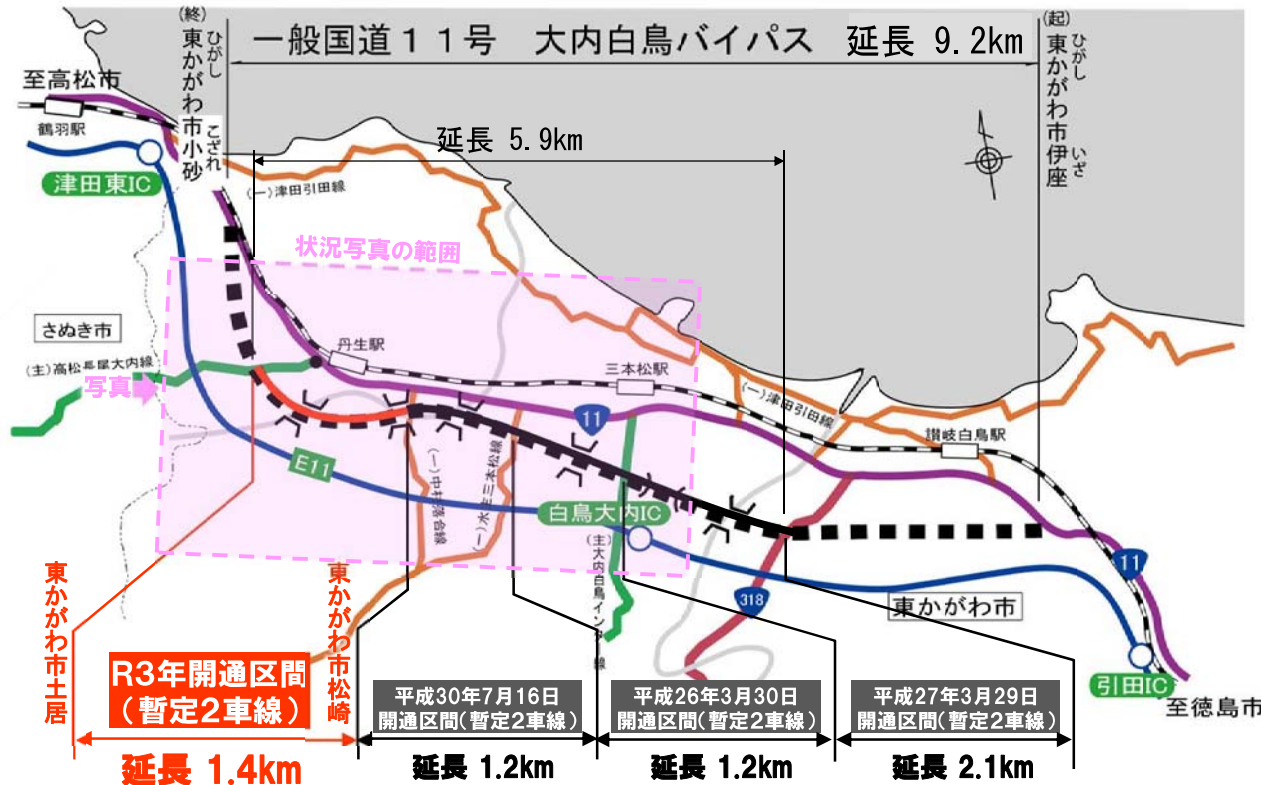 一般国道11号 大内白鳥バイパス 延長 9.2km
(終)
東かがわ市小砂
ひがし
こざれ
(起)
東かがわ市伊座
ひがし
いざ
至高松市
鶴羽駅
津田東IC
延長 5.9km
(一)津田引田線
状況写真の範囲
さぬき市
(主)高松長尾大内線
写真
丹生駅
三本松駅
(一)津田引田線
讃岐白鳥駅
11
E11
(一)中村落合線
(一)水主三本松線
白鳥大内IC
(主)大内白鳥インター線
318
東かがわ市
11
引田IC
至徳島市
東かがわ市土居
東かがわ市松崎
R3年開通区間
(暫定2車線)
延長 1.4km
平成30年7月16日
開通区間(暫定2車線)
延長 1.2km
平成26年3月30日
開通区間(暫定2車線)
延長 1.2km
平成27年3月29日
開通区間(暫定2車線)
延長 2.1km